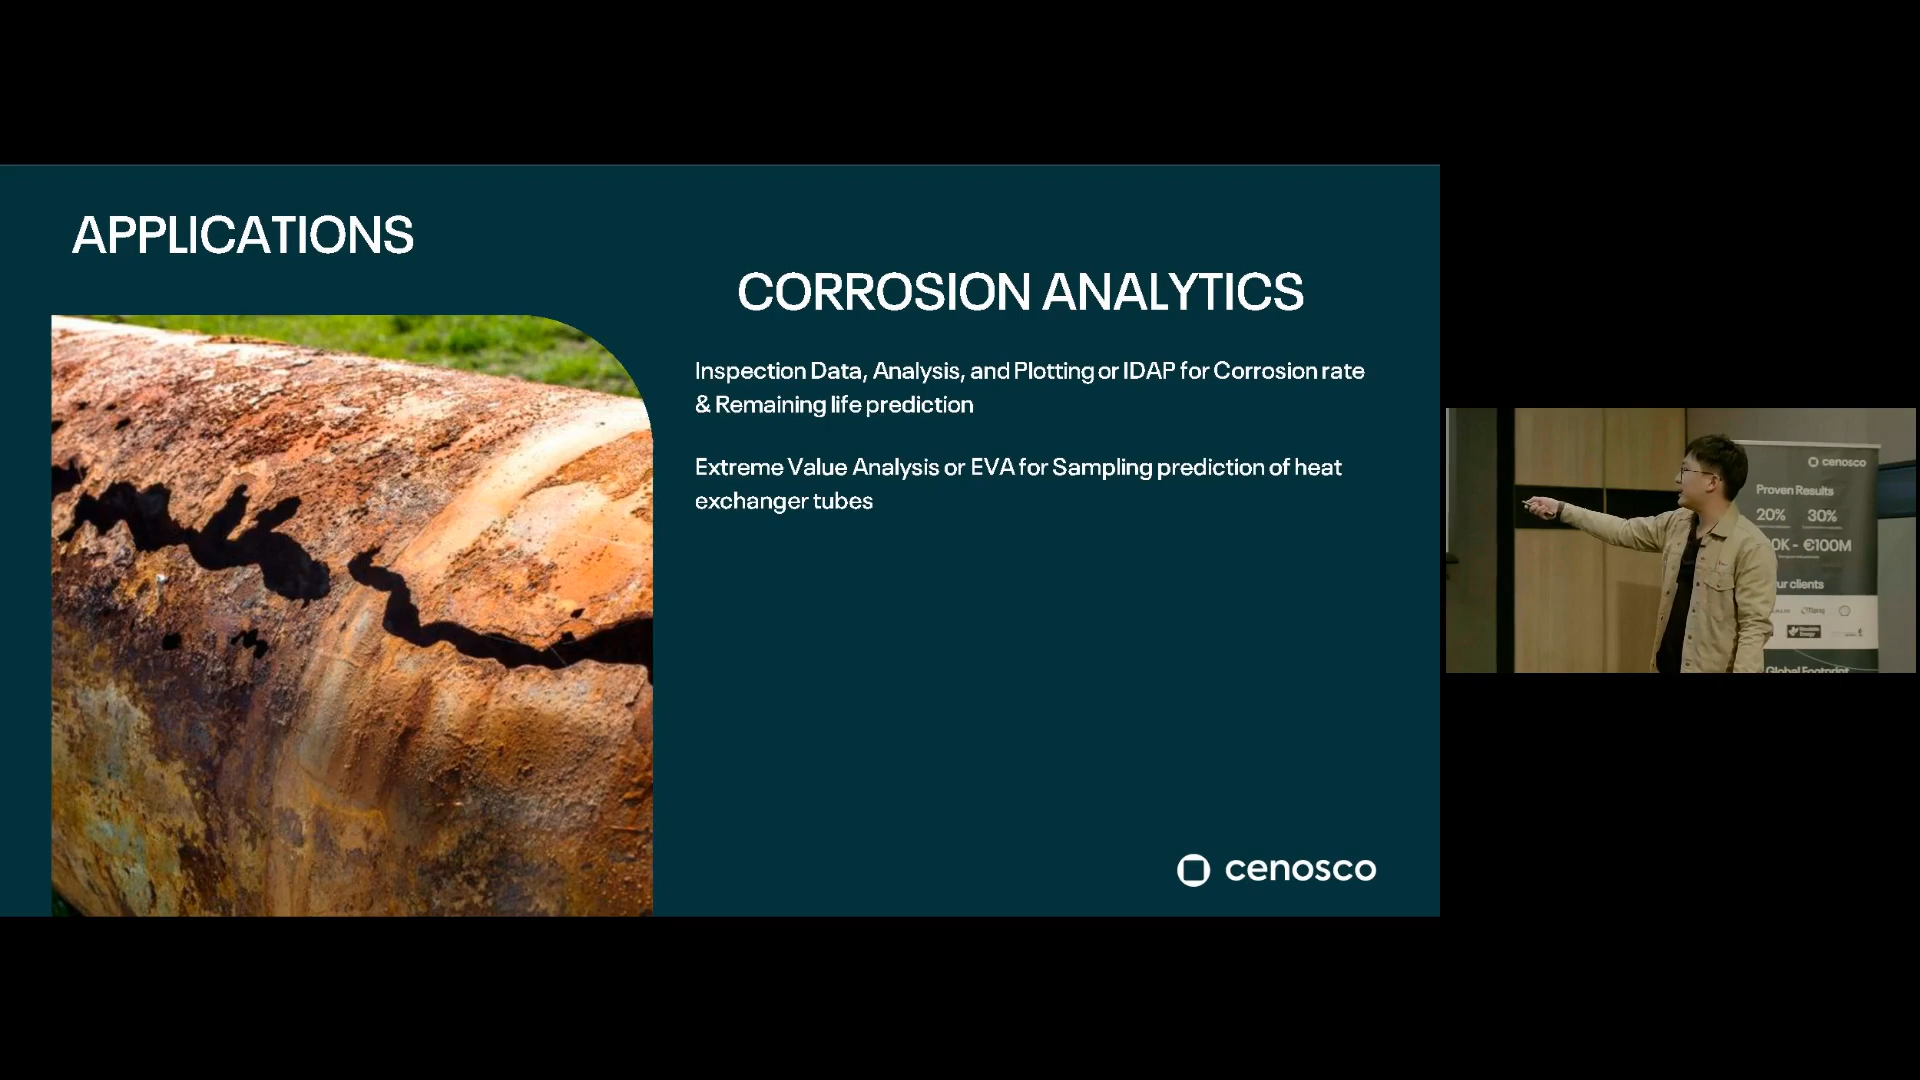 APPLICATIONS
CORROSION ANALYTICS
Inspection Data, Analysis, and Plotting or IDAP for Corrosion rate
& Remaining life prediction
Extreme Value Analysis or EVA for Sampling prediction of heat
exchanger tubes
cenosco
cenosco
Proven Results
20% 30%
0K - €100M
ur clients
Global Footprint